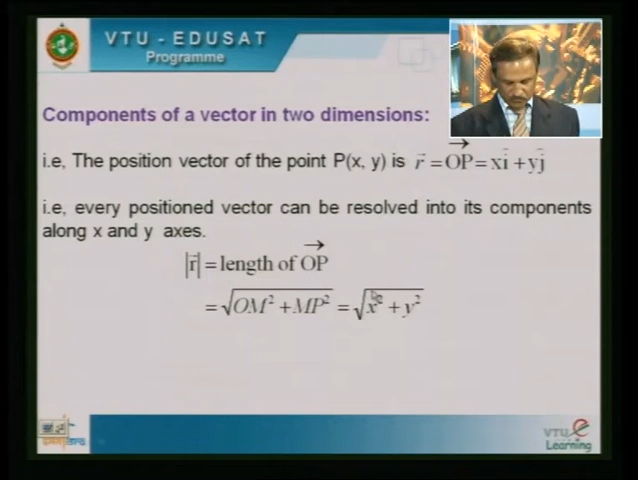 VTU - EDUSAT
Programme
Components of a vector in two dimensions:
i.e, The position vector of the point P(x, y) is r⃗ = OP⃗ = xi⃗ + yj⃗
i.e, every positioned vector can be resolved into its components
along x and y axes.
|r⃗| = length of OP⃗
= √(OM² + MP²) = √(x² + y²)
VTU e
Learning